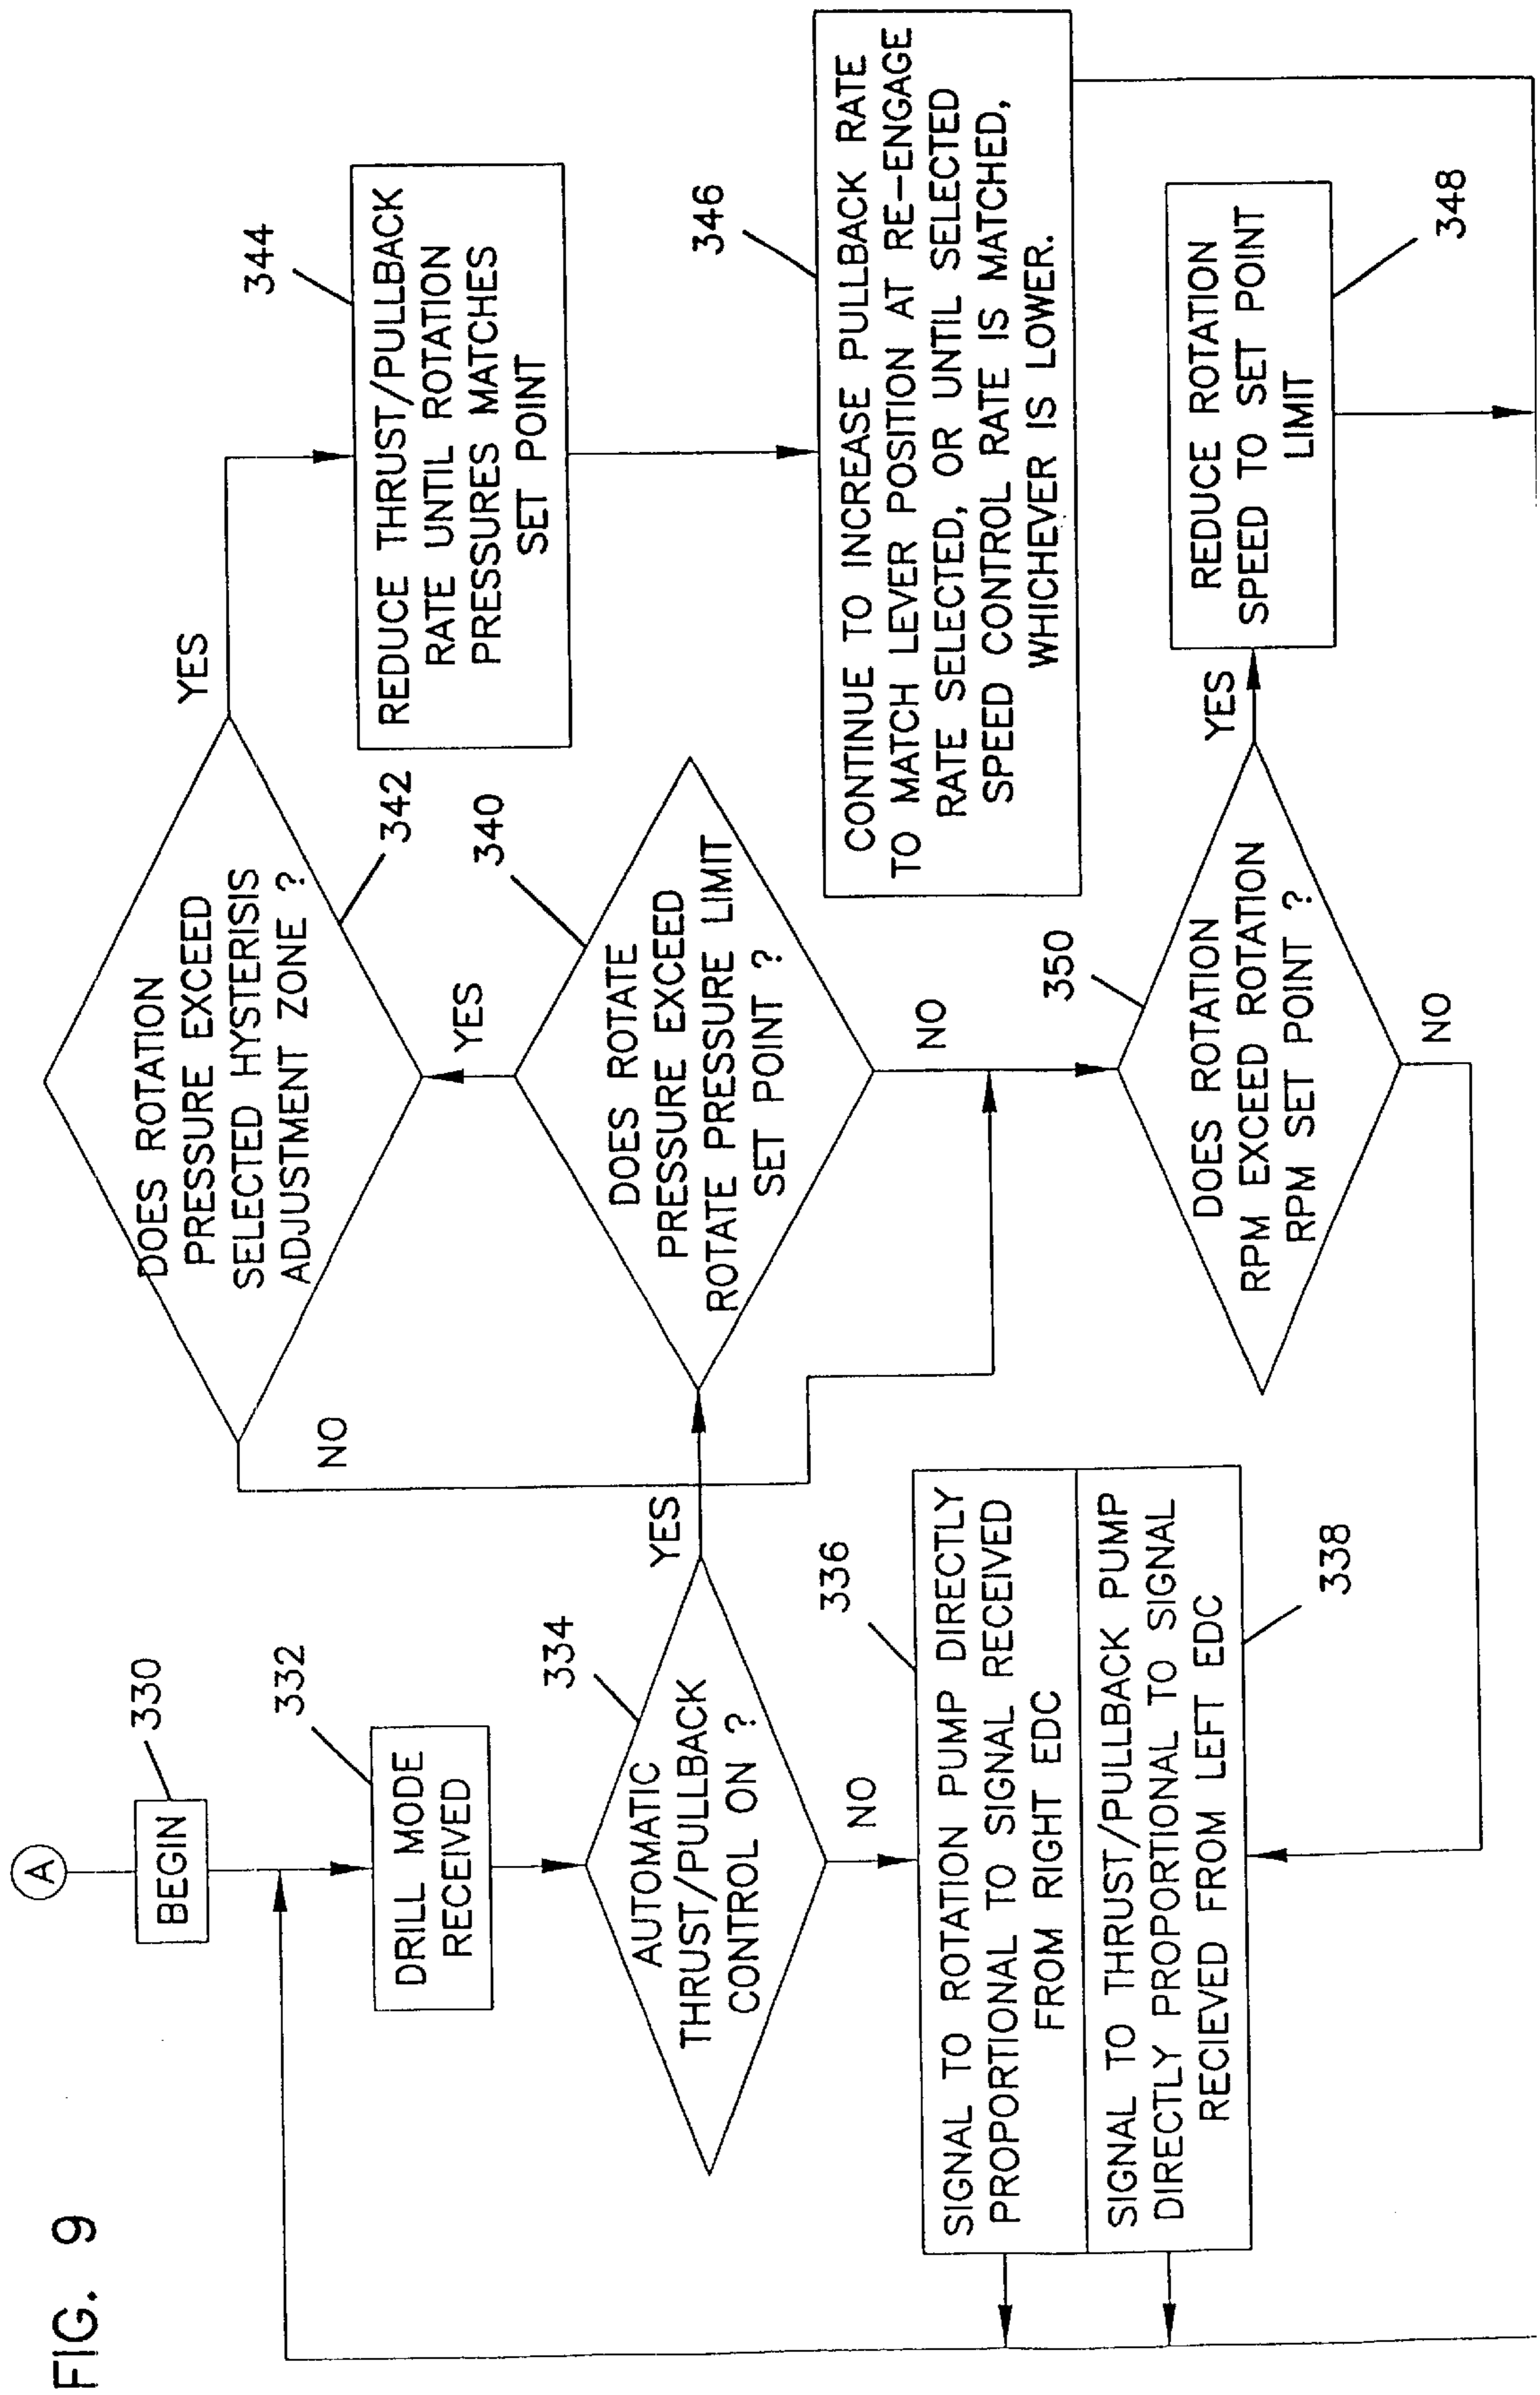 FIG. 9
A
BEGIN
330
DRILL MODE
RECEIVED
332
AUTOMATIC
THRUST/PULLBACK
CONTROL ON ?
334
YES
NO
SIGNAL TO ROTATION PUMP DIRECTLY
PROPORTIONAL TO SIGNAL RECEIVED
FROM RIGHT EDC
336
SIGNAL TO THRUST/PULLBACK PUMP
DIRECTLY PROPORTIONAL TO SIGNAL
RECIEVED FROM LEFT EDC
338
DOES ROTATION
PRESSURE EXCEED
SELECTED HYSTERISIS
ADJUSTMENT ZONE ?
342
YES
NO
DOES ROTATE
PRESSURE EXCEED
ROTATE PRESSURE LIMIT
SET POINT ?
340
YES
NO
DOES ROTATION
RPM EXCEED ROTATION
RPM SET POINT ?
350
YES
NO
REDUCE THRUST/PULLBACK
RATE UNTIL ROTATION
PRESSURES MATCHES
SET POINT
344
CONTINUE TO INCREASE PULLBACK RATE
TO MATCH LEVER POSITION AT RE-ENGAGE
RATE SELECTED, OR UNTIL SELECTED
SPEED CONTROL RATE IS MATCHED,
WHICHEVER IS LOWER.
346
REDUCE ROTATION
SPEED TO SET POINT
LIMIT
348